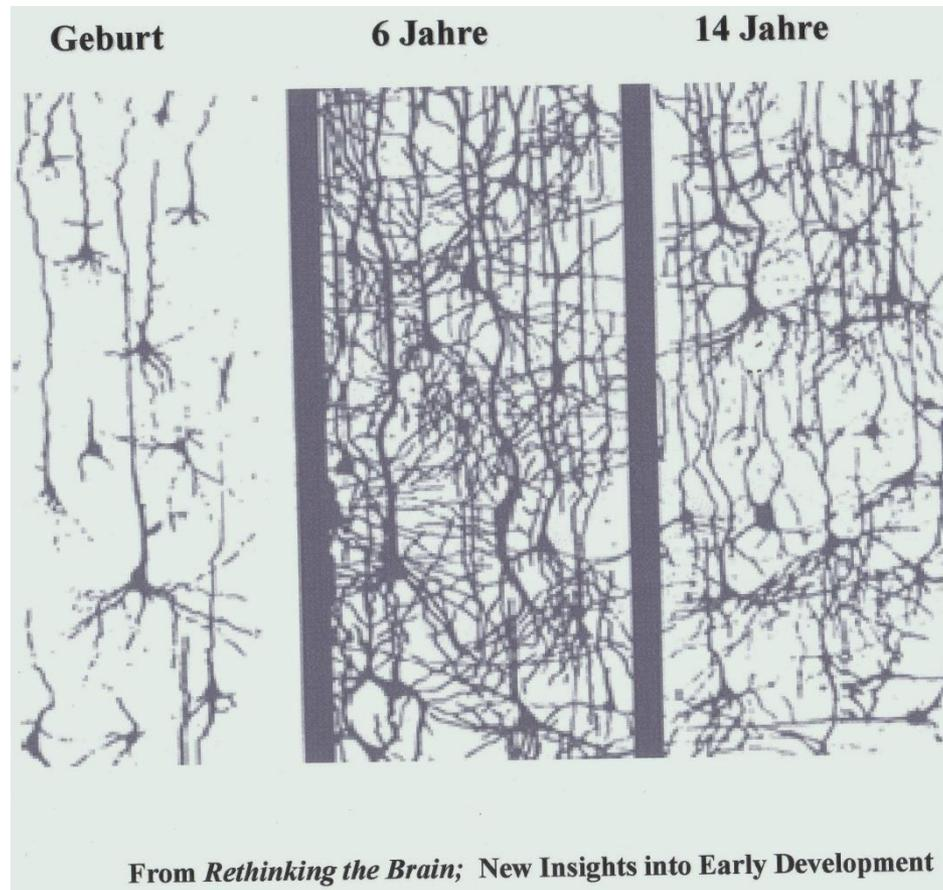 Geburt
6 Jahre
14 Jahre
From Rethinking the Brain; New Insights into Early Development